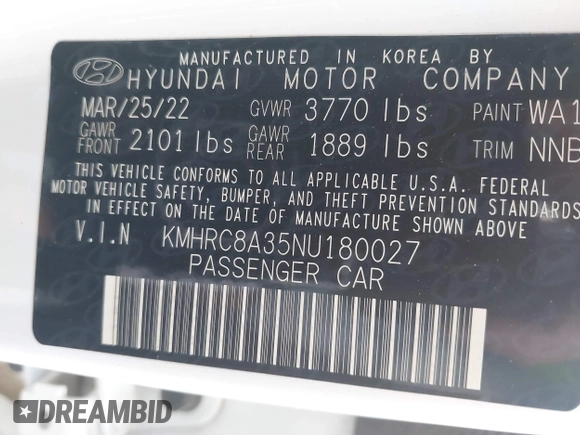 MANUFACTURED IN KOREA BY
HYUNDAI MOTOR COMPANY
MAR/25/22 GVWR 3770 lbs PAINT WA1
GAWR FRONT 2101 lbs GAWR REAR 1889 lbs TRIM NNB
THIS VEHICLE CONFORMS TO ALL APPLICABLE U.S.A. FEDERAL
MOTOR VEHICLE SAFETY, BUMPER, AND THEFT PREVENTION STANDARDS
IN EFFECT ON THE DATE OF MANUFACTURE SHOWN ABOVE.
V.I.N KMHRC8A35NU180027
PASSENGER CAR
DREAMBID